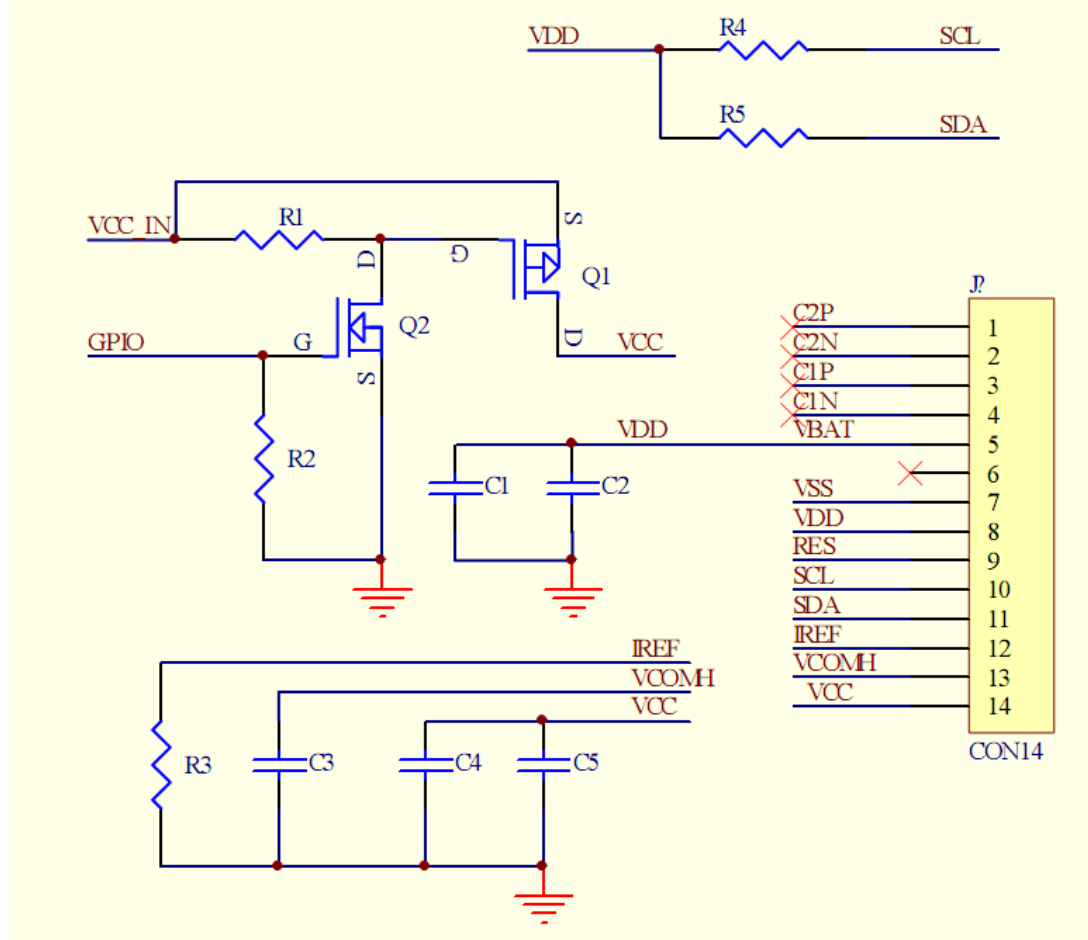 VDD
R4
SCL
R5
SDA
VCC_IN
R1
D
G
S
Q1
D
VCC
GPIO
G
Q2
S
R2
VDD
C1
C2
J?
C2P
1
C2N
2
C1P
3
C1N
4
VBAT
5
6
VSS
7
VDD
8
RES
9
SCL
10
SDA
11
IREF
12
VCOMH
13
VCC
14
CON14
IREF
VCOMH
VCC
R3
C3
C4
C5